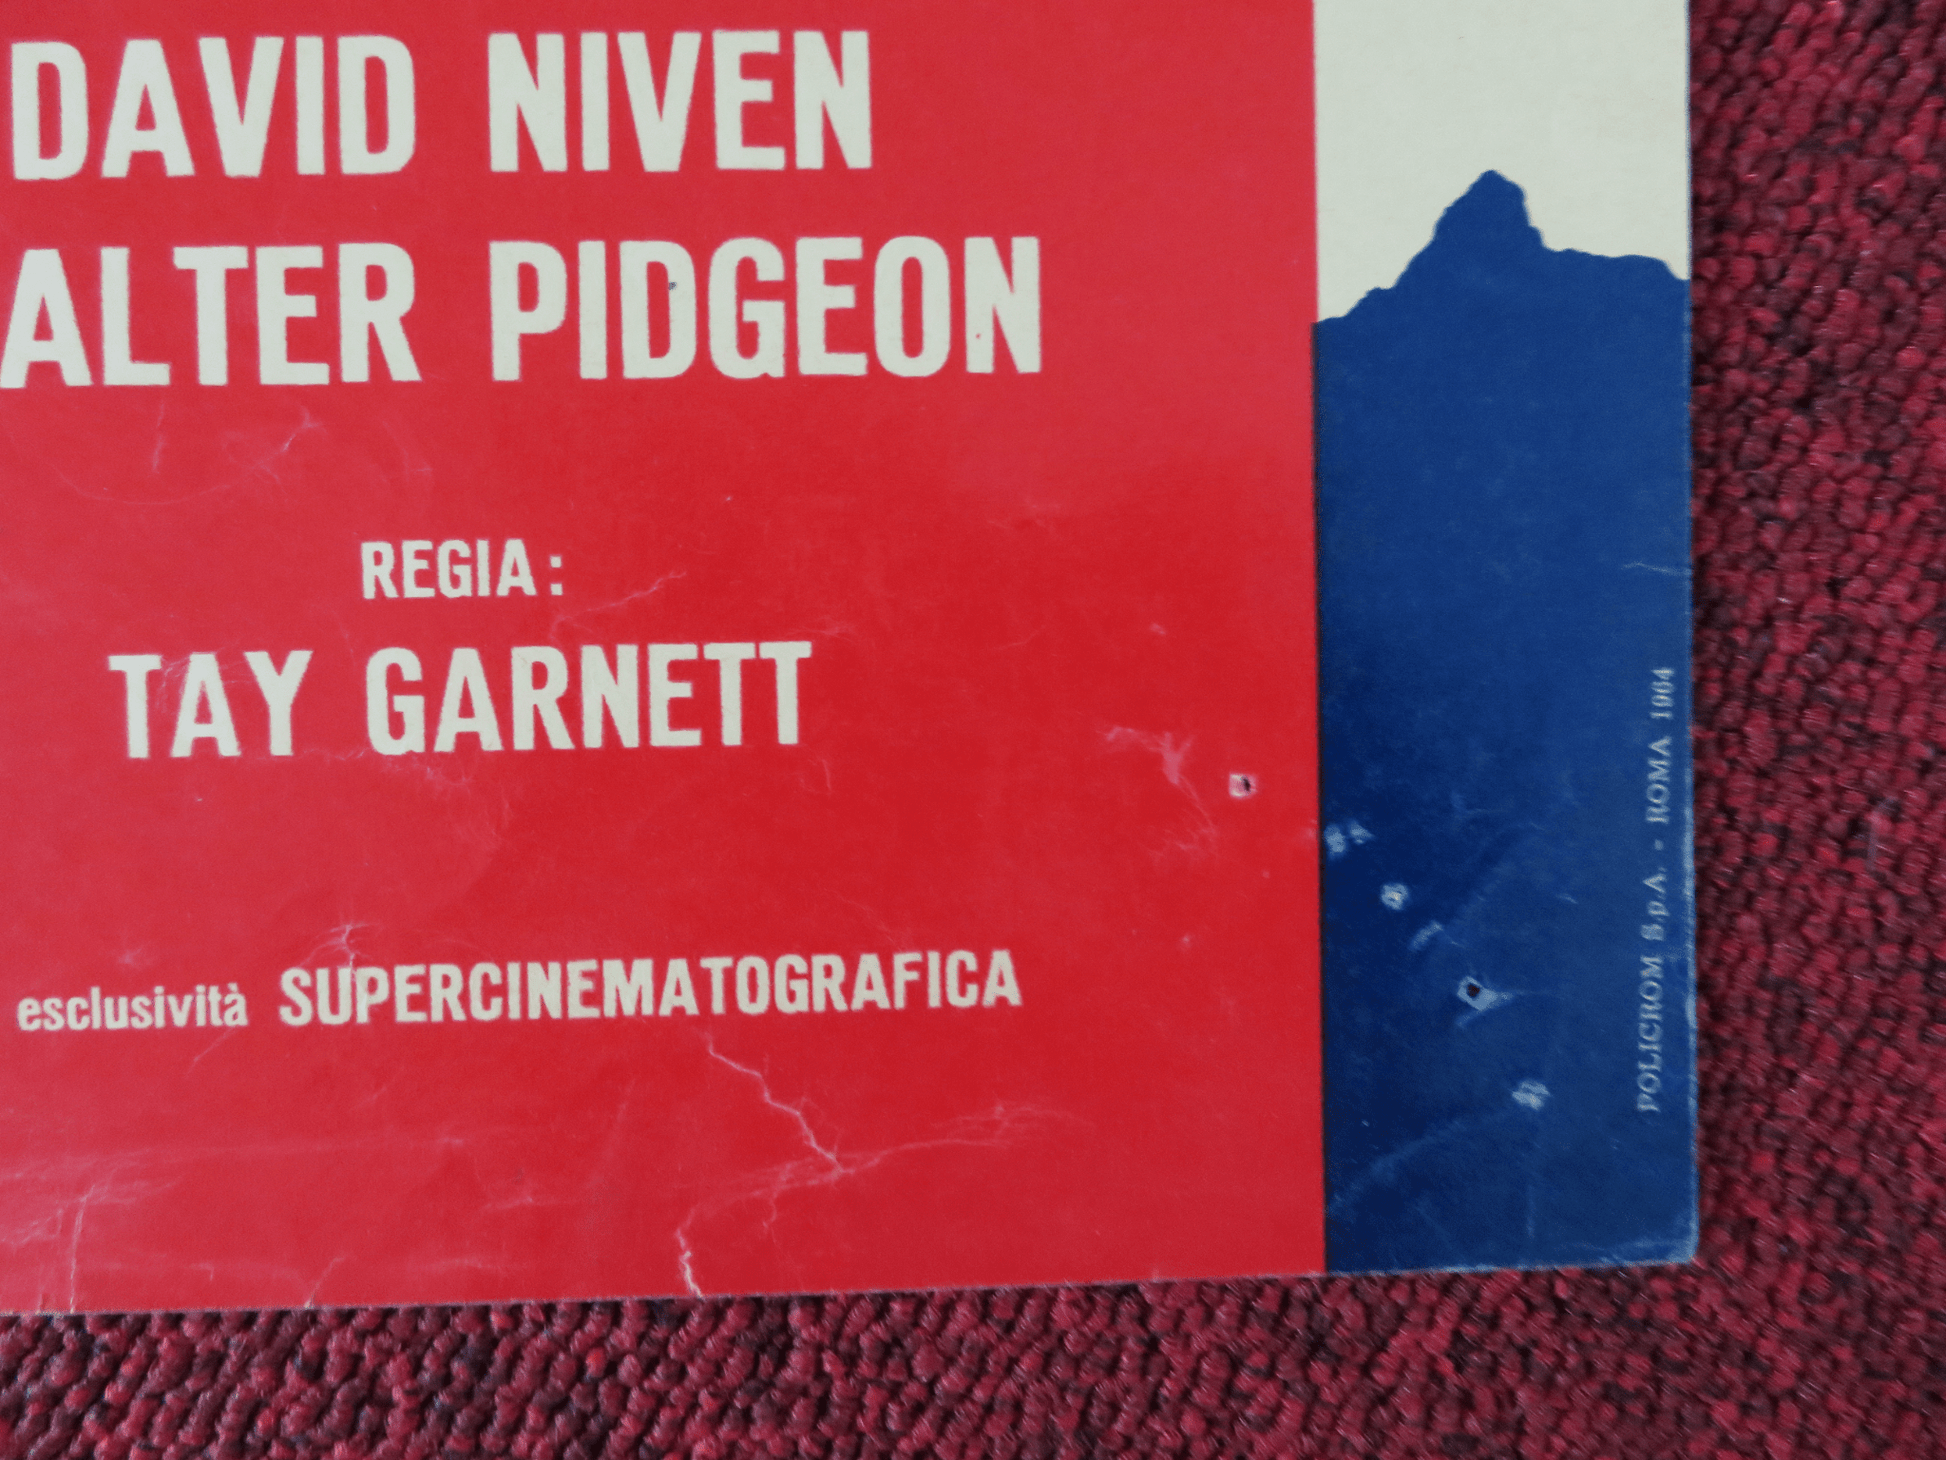 DAVID NIVEN
ALTER PIDGEON
REGIA:
TAY GARNETT
esclusività SUPERCINEMATOGRAFICA
POLICROM S.p.A. - ROMA 1964